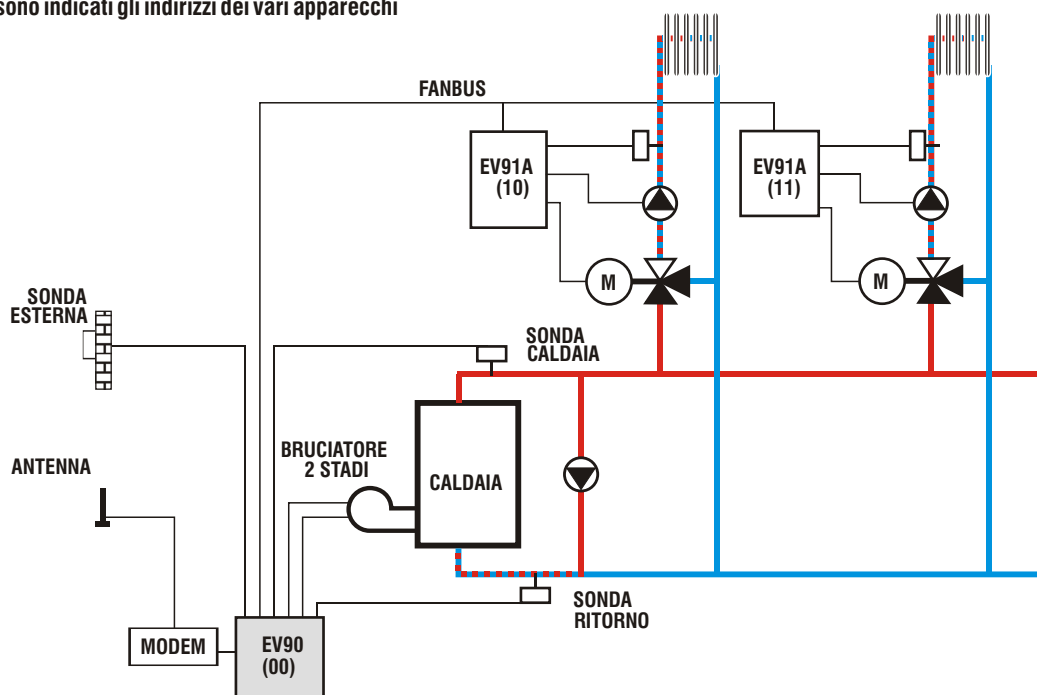 sono indicati gli indirizzi dei vari apparecchi
FANBUS
EV91A
(10)
EV91A
(11)
M
M
SONDA
ESTERNA
SONDA
CALDAIA
BRUCIATORE
2 STADI
CALDAIA
ANTENNA
SONDA
RITORNO
MODEM
EV90
(00)